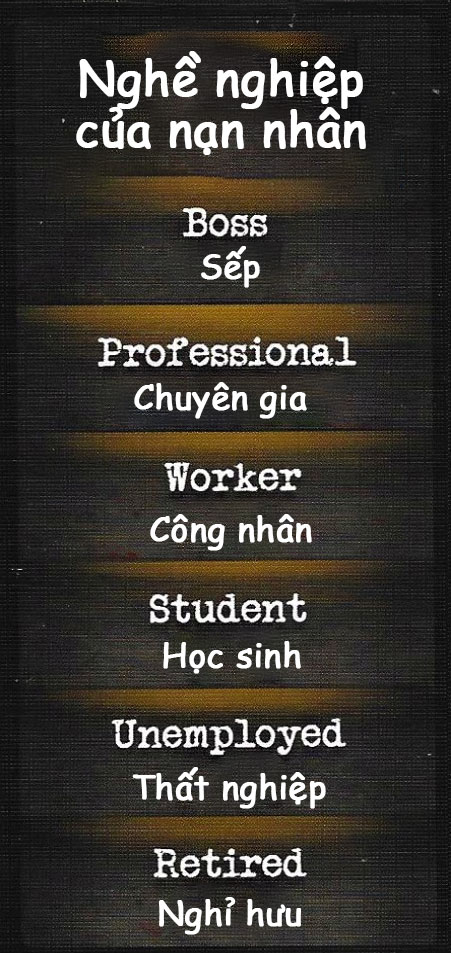 Nghề nghiệp
của nạn nhân
Boss
Sếp
Professional
Chuyên gia
Worker
Công nhân
Student
Học sinh
Unemployed
Thất nghiệp
Retired
Nghỉ hưu